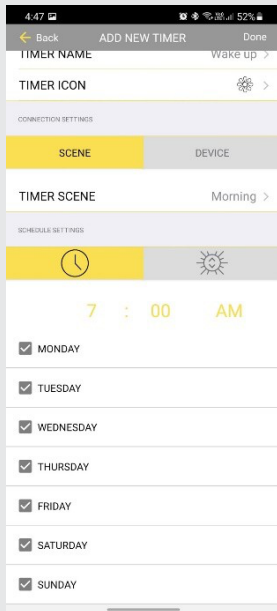 4:47 52%
Back ADD NEW TIMER Done
TIMER NAME Wake up >
TIMER ICON >
CONNECTION SETTINGS
SCENE DEVICE
TIMER SCENE Morning >
SCHEDULE SETTINGS
7 : 00 AM
MONDAY
TUESDAY
WEDNESDAY
THURSDAY
FRIDAY
SATURDAY
SUNDAY